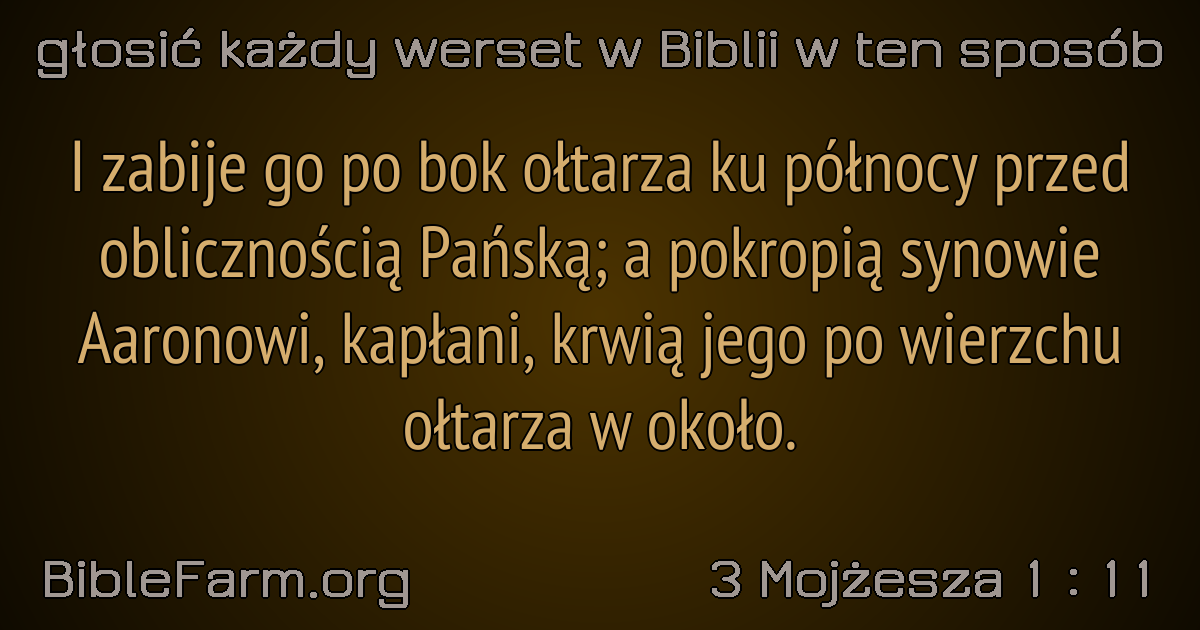 głosić każdy werset w Biblii w ten sposób
I zabije go po bok ołtarza ku północy przed
oblicznością Pańską; a pokropią synowie
Aaronowi, kapłani, krwią jego po wierzchu
ołtarza w około.
BibleFarm.org
3 Mojżesza 1 : 11